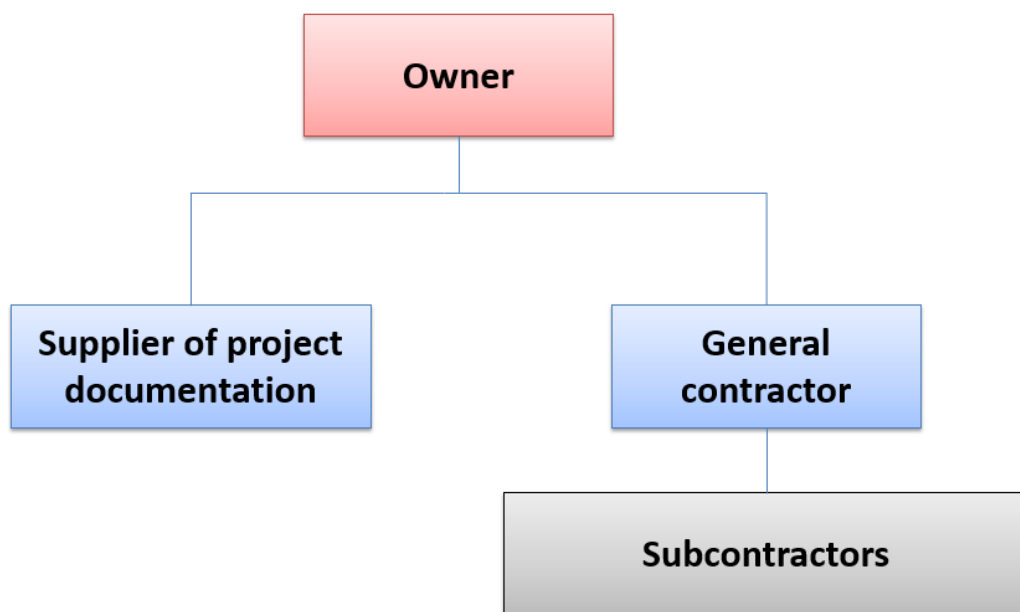 Owner
Supplier of project
documentation
General
contractor
Subcontractors